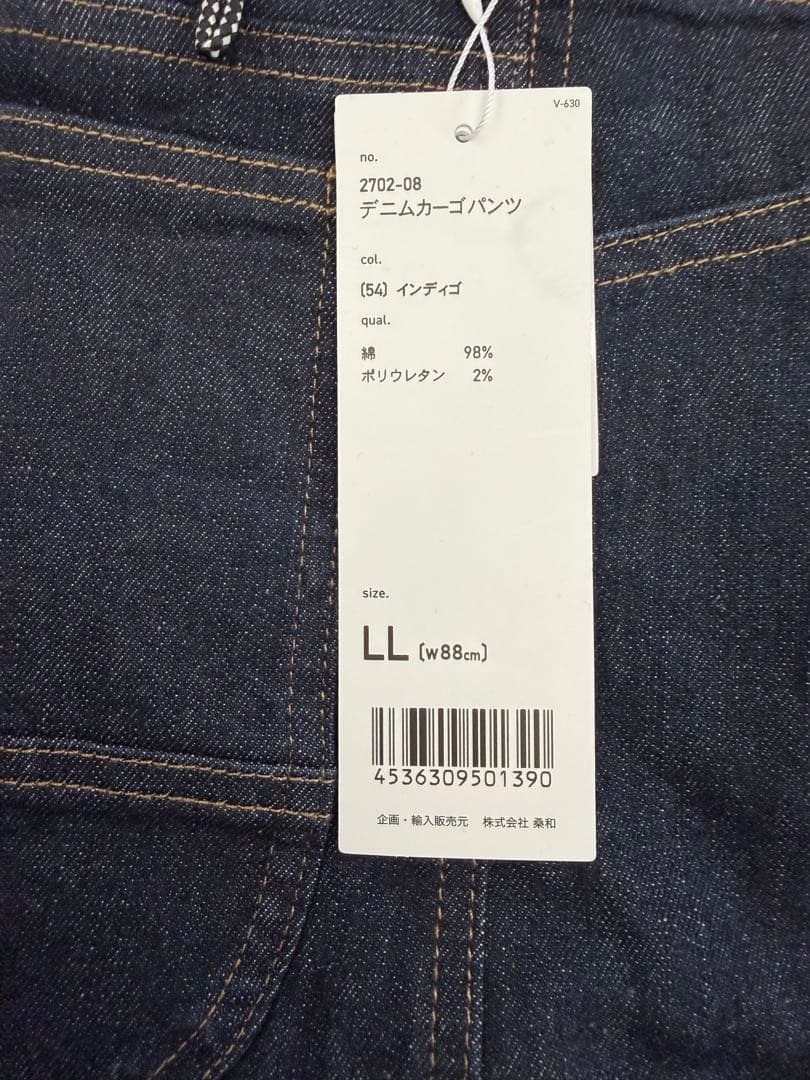 V-630
no.
2702-08
デニムカーゴパンツ
col.
〔54〕 インディゴ
qual.
綿 98%
ポリウレタン 2%
size.
LL 〔w88cm〕
4536309501390
企画・輸入販売元 株式会社 桑和